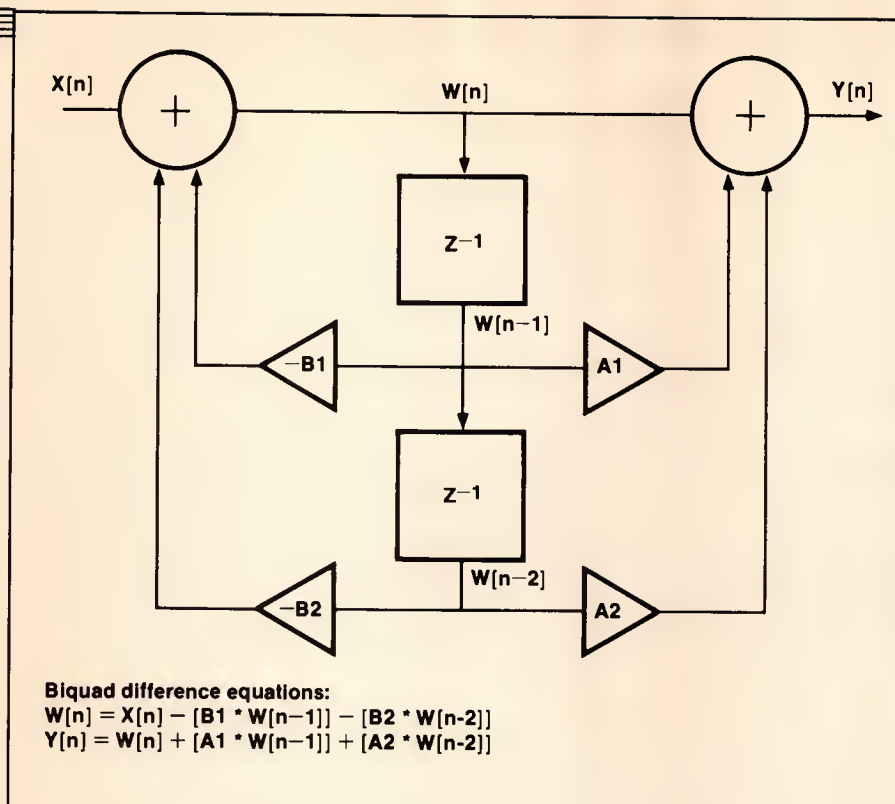 X[n]
W[n]
Y[n]
+
+
Z−1
W[n−1]
−B1
A1
Z−1
W[n−2]
−B2
A2
Biquad difference equations:
W[n] = X[n] − [B1 * W[n−1]] − [B2 * W[n-2]]
Y[n] = W[n] + [A1 * W[n−1]] + [A2 * W[n-2]]